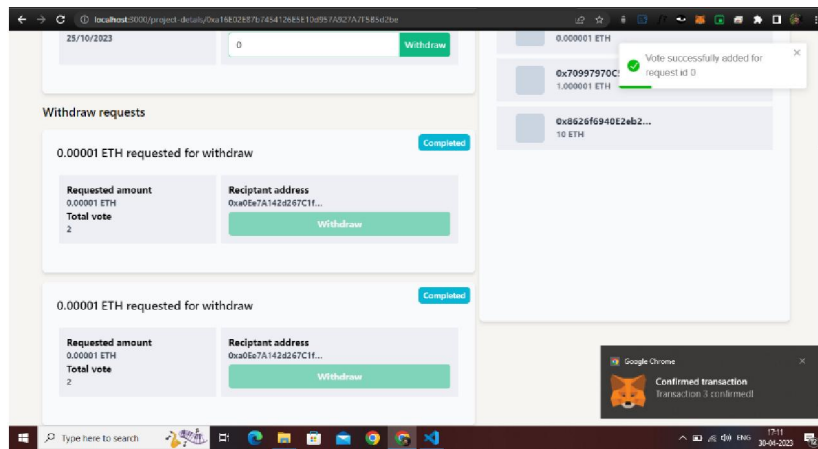 localhost:3000/project-details/0xa16E02E87b7454126E5E10d957A927A7F5B5d2be
25/10/2023
0
Withdraw
0.000001 ETH
Vote successfully added for
request id 0
0x70997970C5
1.000001 ETH
0x8626f6940E2eb2...
10 ETH
Withdraw requests
0.00001 ETH requested for withdraw
Completed
Requested amount
0.00001 ETH
Total vote
2
Reciptant address
0xa0Ee7A142d267C1f...
Withdraw
0.00001 ETH requested for withdraw
Completed
Requested amount
0.00001 ETH
Total vote
2
Reciptant address
0xa0Ee7A142d267C1f...
Withdraw
Google Chrome
Confirmed transaction
Transaction 3 confirmed!
Type here to search
ENG
17:11
30-04-2023